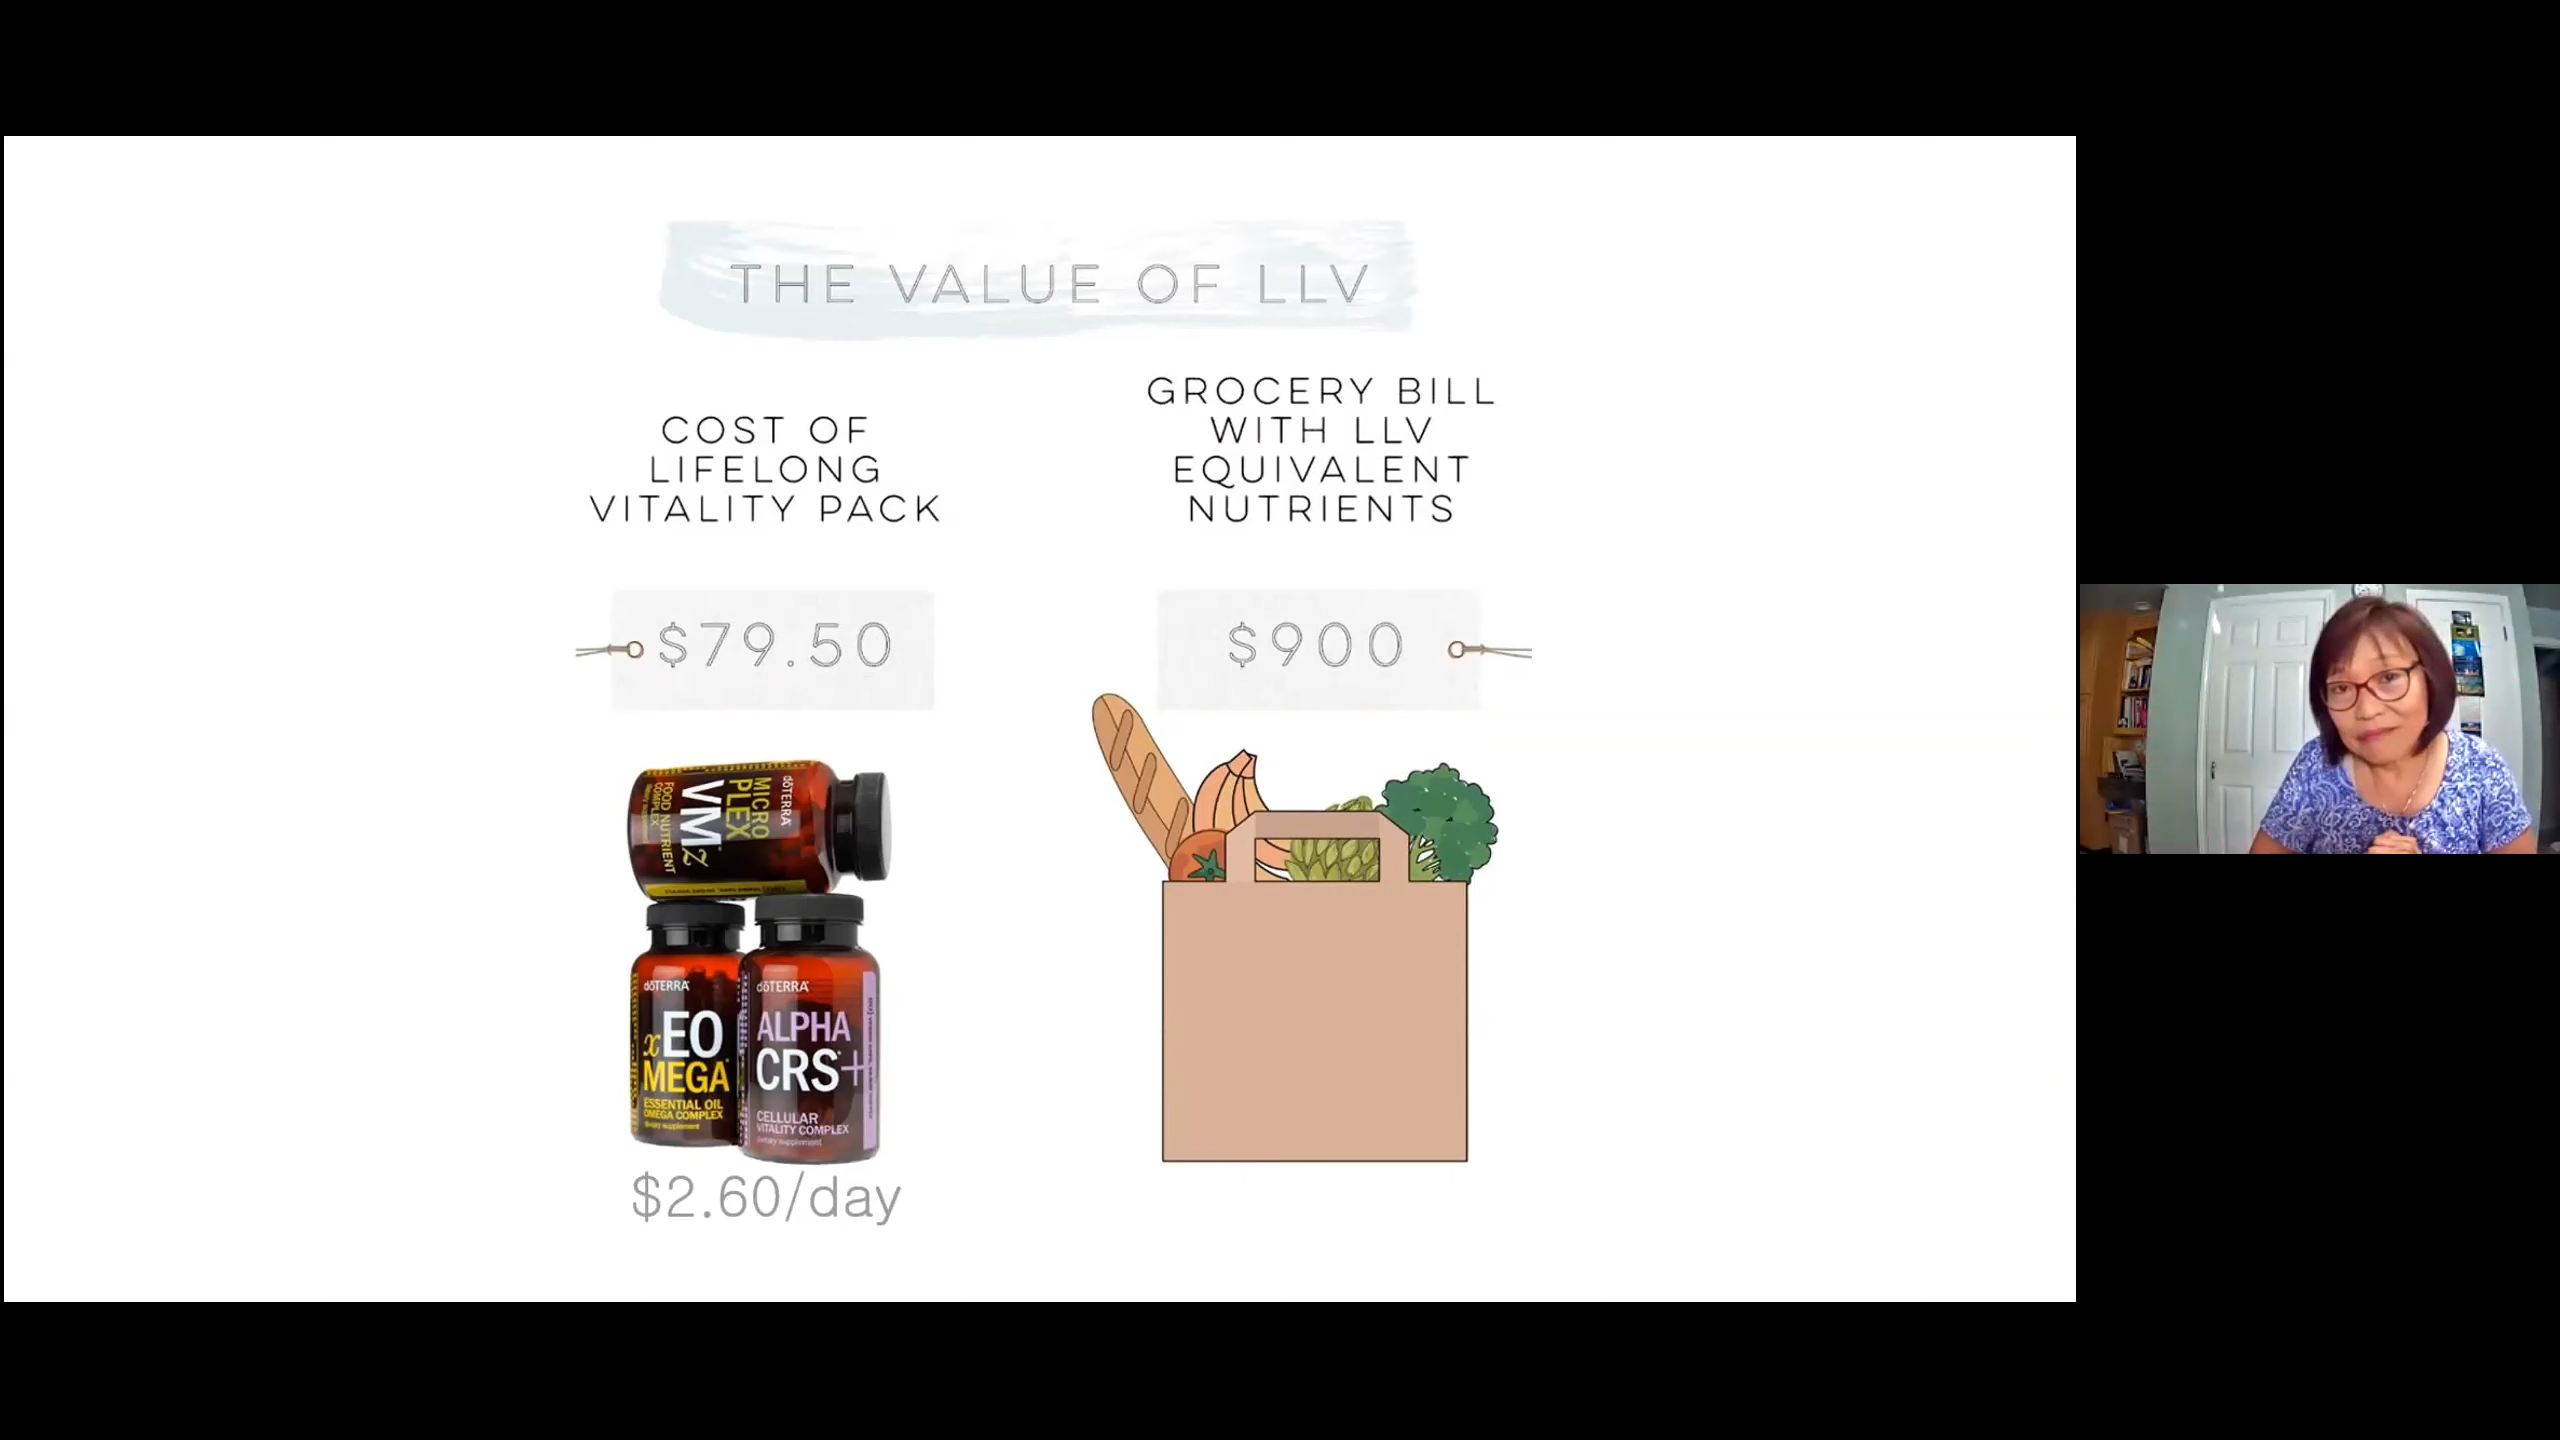 THE VALUE OF LLV
COST OF
LIFELONG
VITALITY PACK
GROCERY BILL
WITH LLV
EQUIVALENT
NUTRIENTS
$79.50
$900
dōTERRA
MICRO
PLEX
VMz
FOOD NUTRIENT
COMPLEX
dōTERRA
xEO
MEGA
ESSENTIAL OIL
OMEGA COMPLEX
dietary supplement
dōTERRA
ALPHA
CRS+
CELLULAR
VITALITY COMPLEX
dietary supplement
$2.60/day